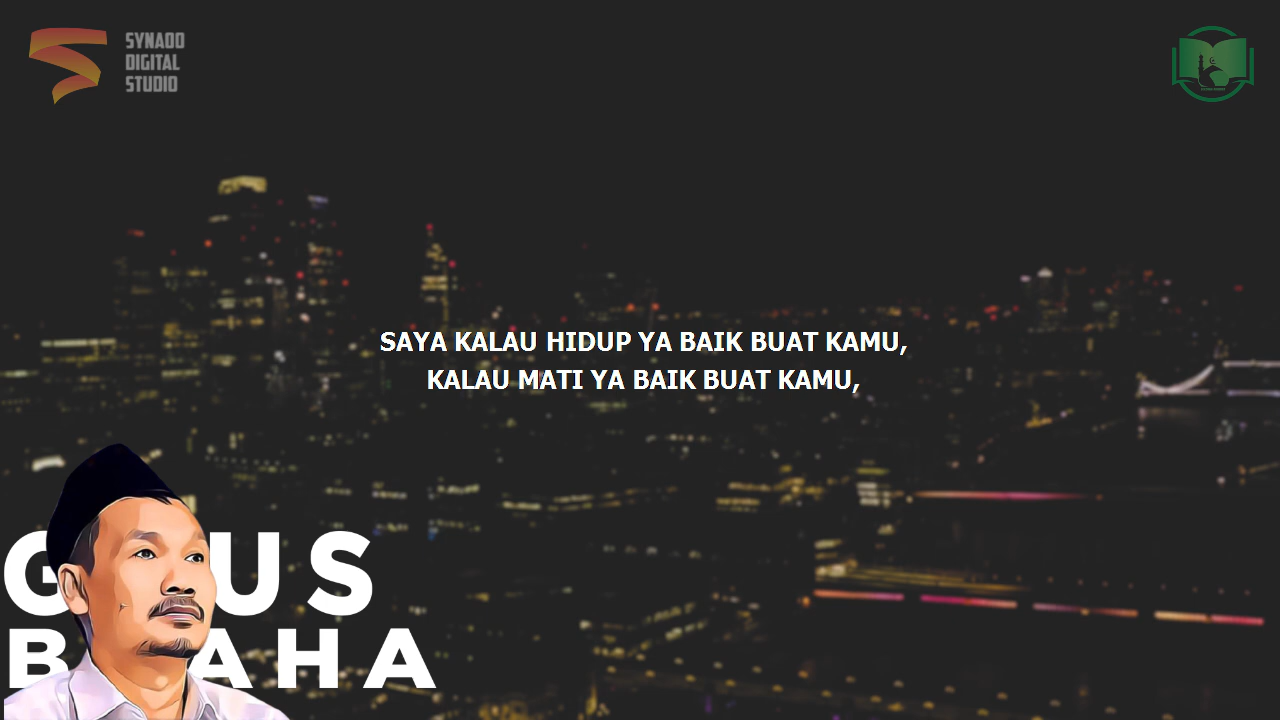 SYNADO
DIGITAL
STUDIO
SAYA KALAU HIDUP YA BAIK BUAT KAMU,
KALAU MATI YA BAIK BUAT KAMU,
GUS
BAHA